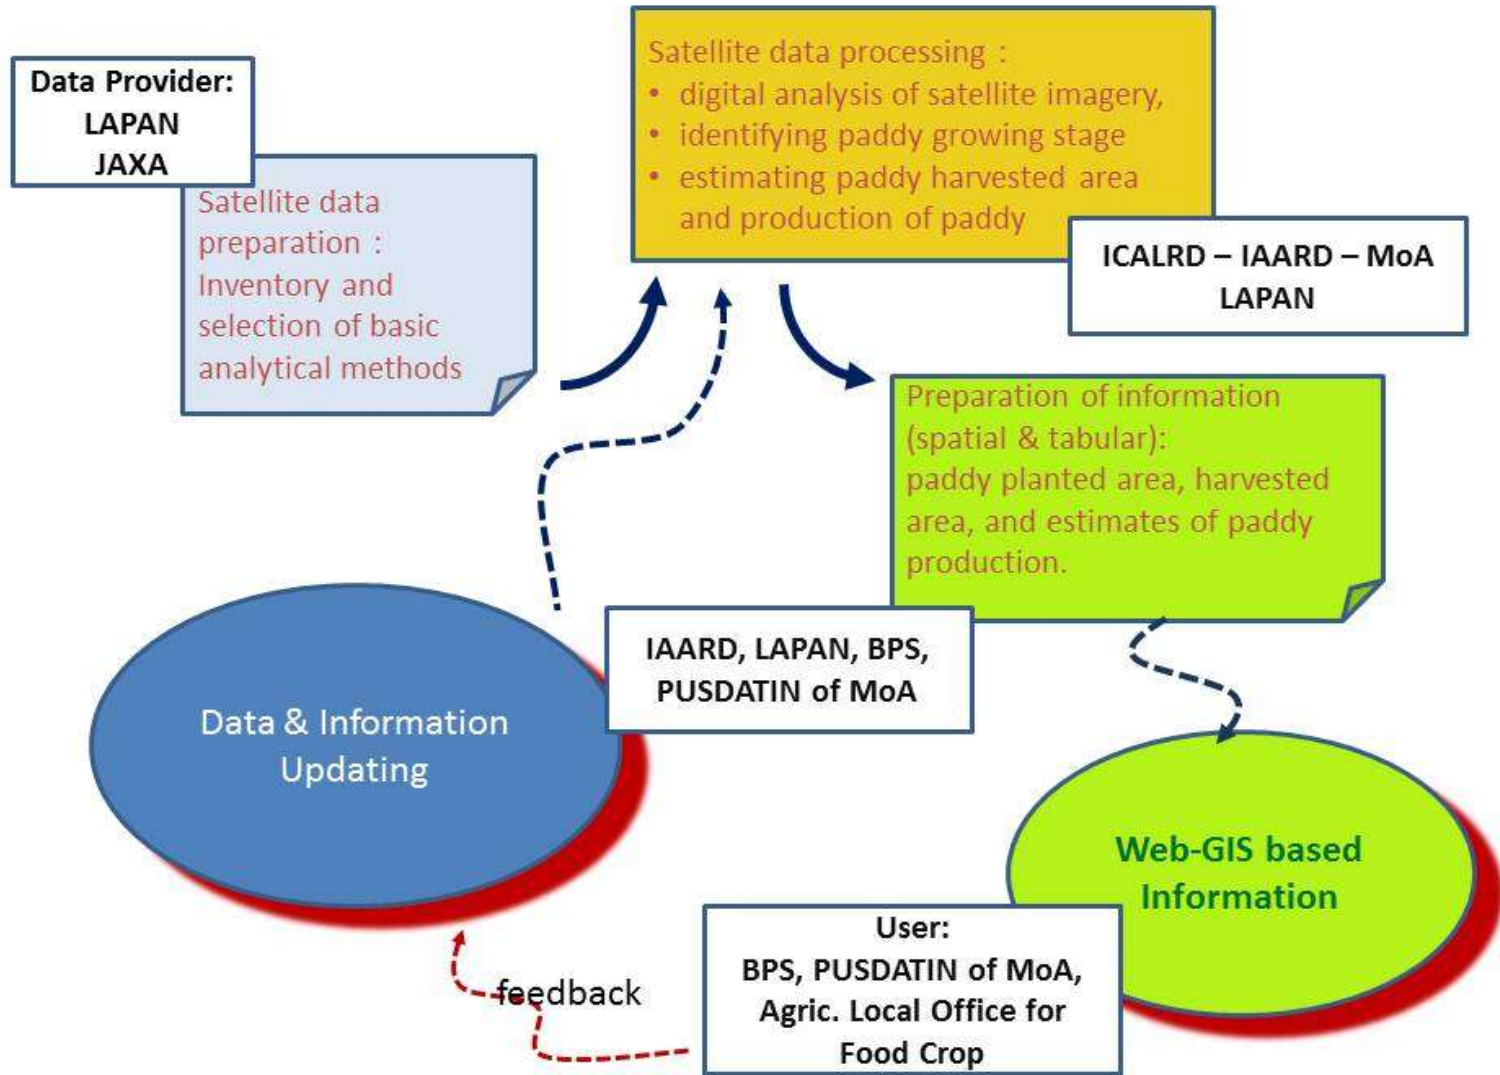 Data Provider:
LAPAN
JAXA
Satellite data
preparation :
Inventory and
selection of basic
analytical methods
Satellite data processing :
• digital analysis of satellite imagery,
• identifying paddy growing stage
• estimating paddy harvested area
and production of paddy
ICALRD – IAARD – MoA
LAPAN
Preparation of information
(spatial & tabular):
paddy planted area, harvested
area, and estimates of paddy
production.
IAARD, LAPAN, BPS,
PUSDATIN of MoA
Data & Information
Updating
Web-GIS based
Information
User:
BPS, PUSDATIN of MoA,
Agric. Local Office for
Food Crop
feedback